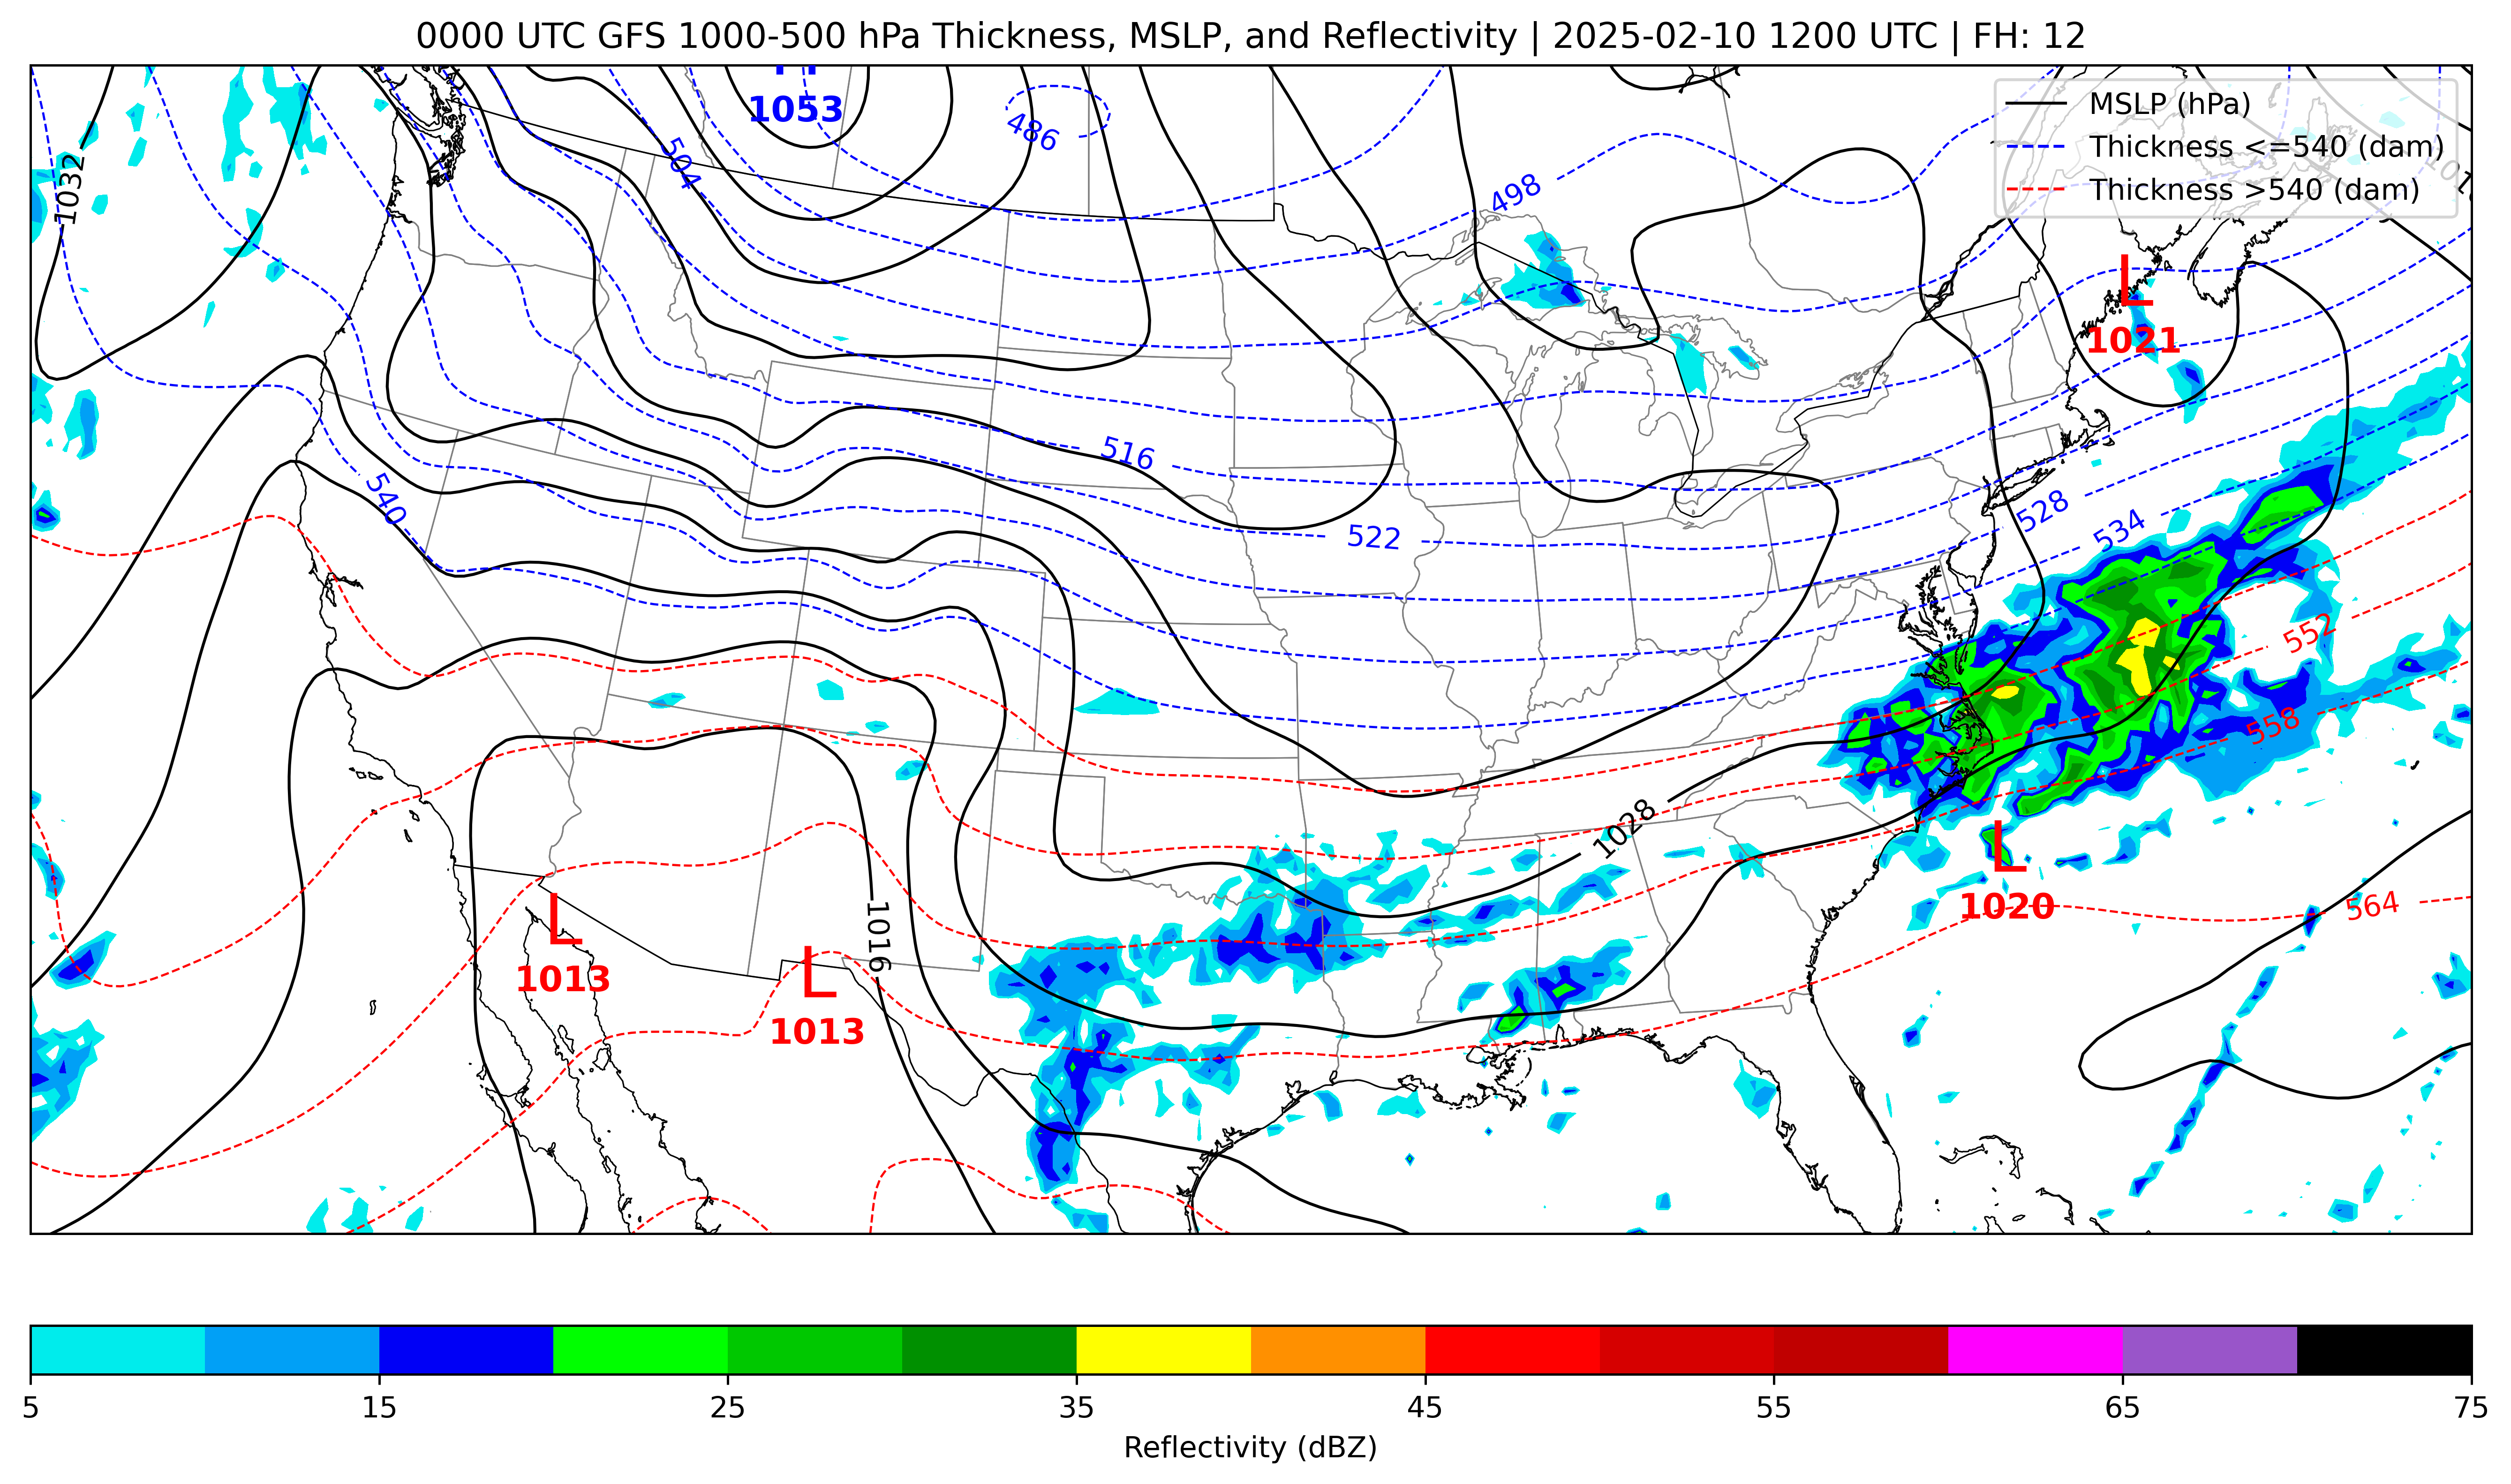 0000 UTC GFS 1000-500 hPa Thickness, MSLP, and Reflectivity | 2025-02-10 1200 UTC | FH: 12
MSLP (hPa)
Thickness <=540 (dam)
Thickness >540 (dam)
1053
486
504
1032
498
L
1021
516
540
522
528
534
552
558
1028
L
1020
564
1016
L
1013
L
1013
5 15 25 35 45 55 65 75
Reflectivity (dBZ)